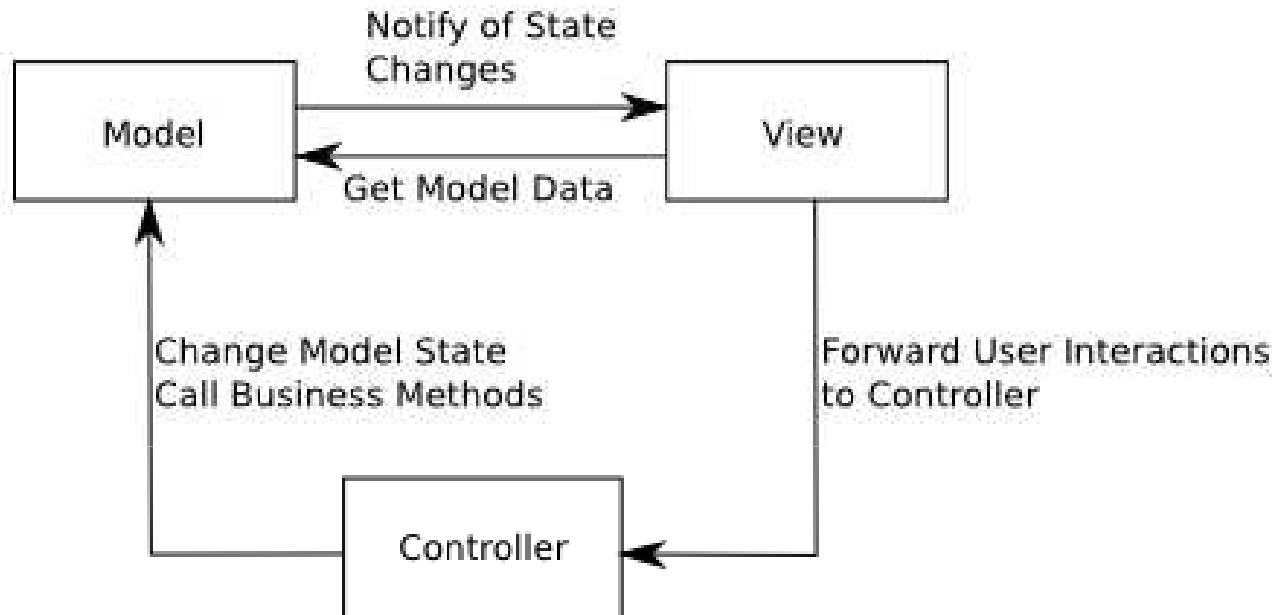 Notify of State
Changes
Model
View
Get Model Data
Change Model State
Call Business Methods
Forward User Interactions
to Controller
Controller